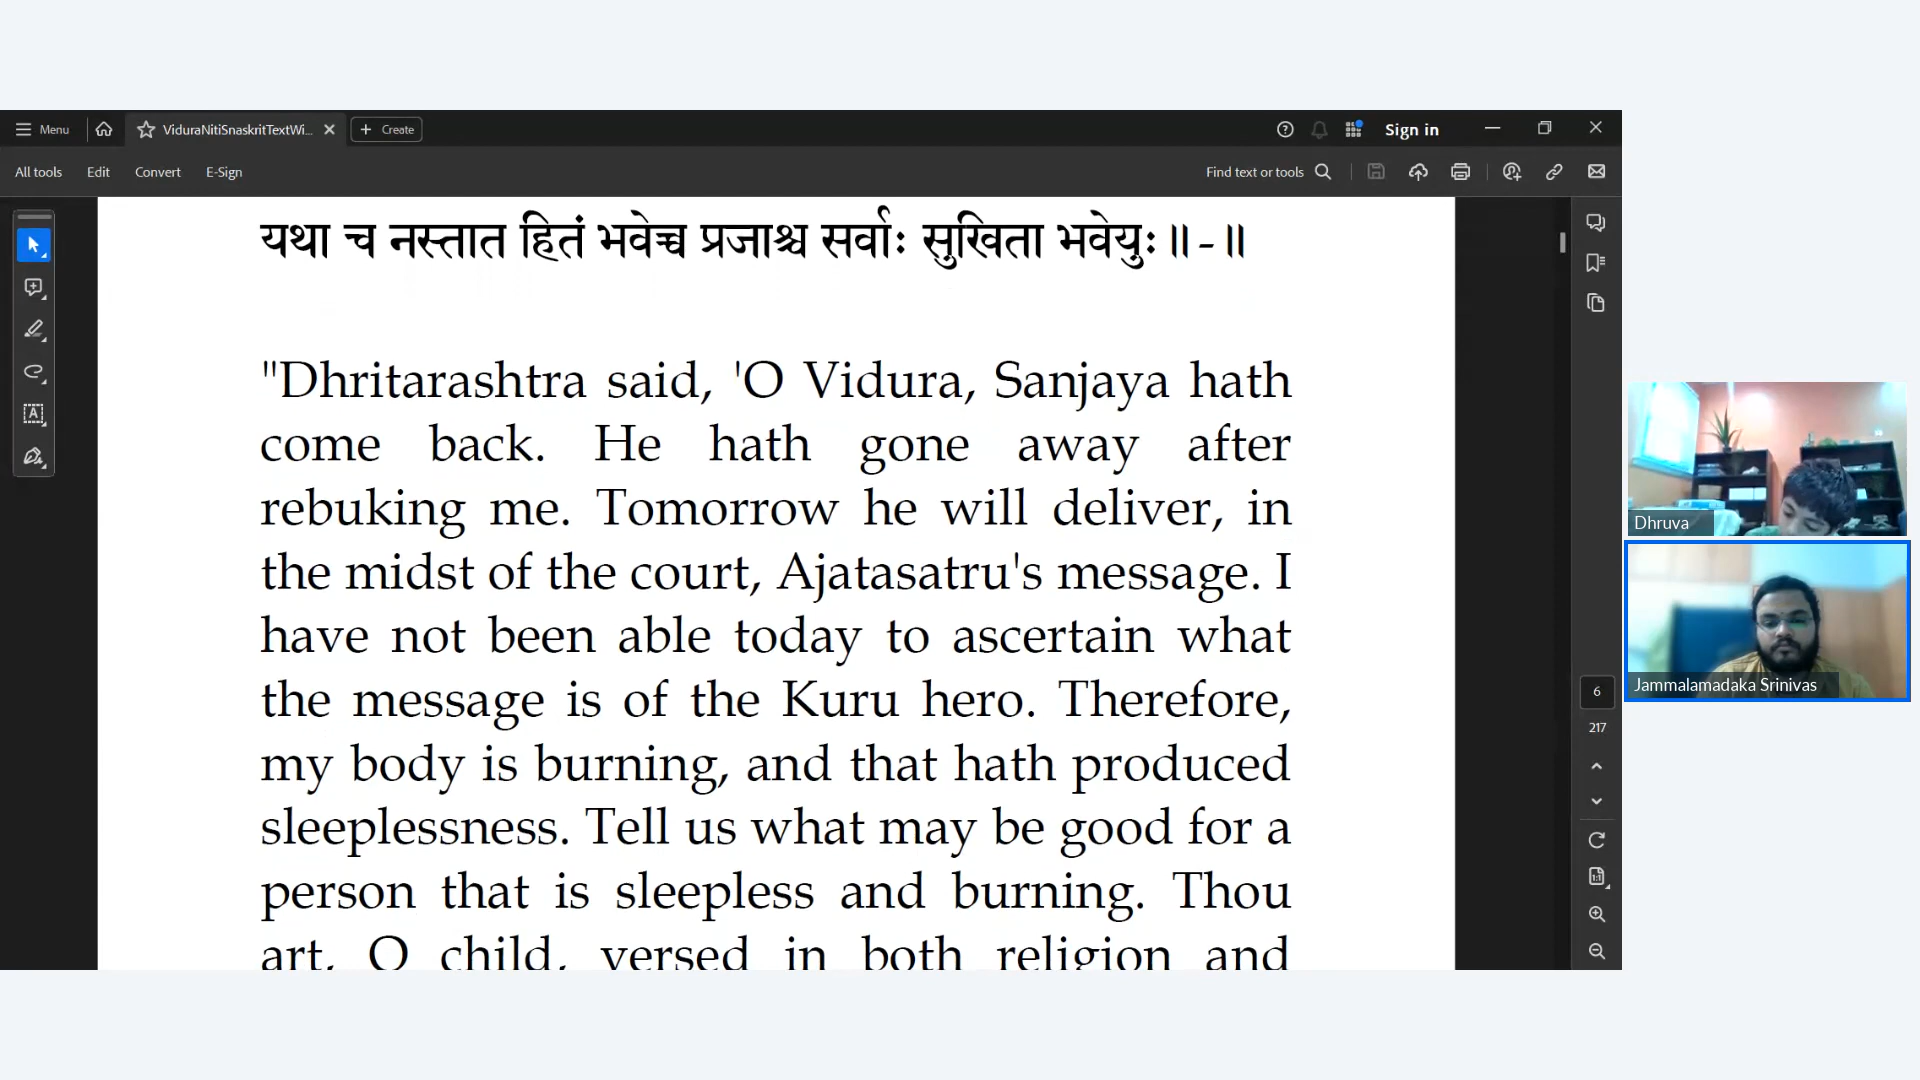 Menu
ViduraNitiSnaskritTextWi...
Create
Sign in
All tools
Edit
Convert
E-Sign
Find text or tools
यथा च नस्तात हितं भवेच्च प्रजाश्च सर्वाः सुखिता भवेयुः॥-॥
"Dhritarashtra said, 'O Vidura, Sanjaya hath
come back. He hath gone away after
rebuking me. Tomorrow he will deliver, in
the midst of the court, Ajatasatru's message. I
have not been able today to ascertain what
the message is of the Kuru hero. Therefore,
my body is burning, and that hath produced
sleeplessness. Tell us what may be good for a
person that is sleepless and burning. Thou
art, O child, versed in both religion and
6
217
Dhruva
Jammalamadaka Srinivas